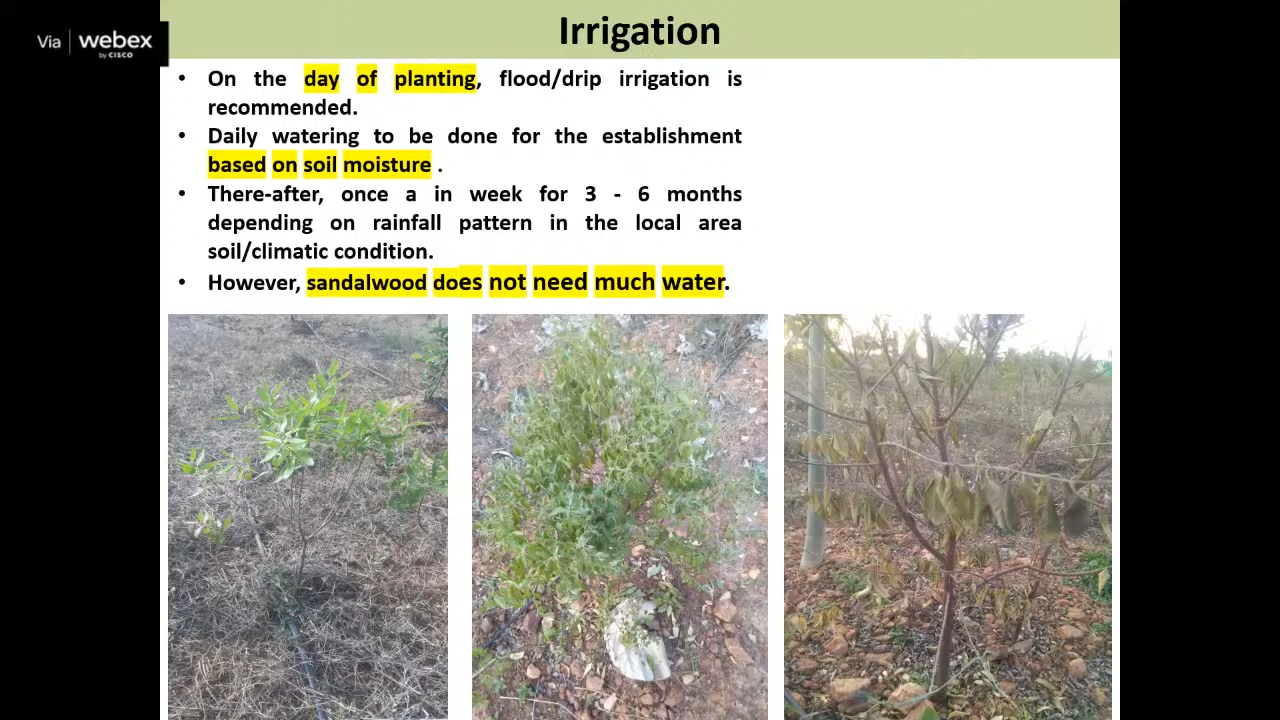 Irrigation
Via | webex
by CISCO
• On the day of planting, flood/drip irrigation is
recommended.
• Daily watering to be done for the establishment
based on soil moisture .
• There-after, once a in week for 3 - 6 months
depending on rainfall pattern in the local area
soil/climatic condition.
• However, sandalwood does not need much water.